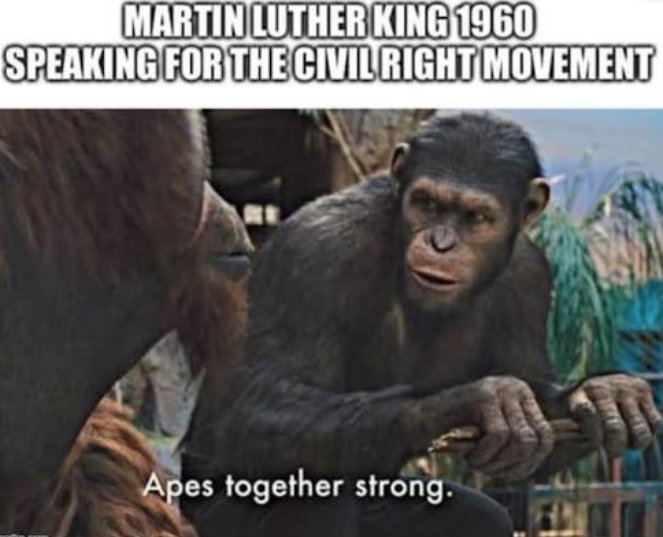 MARTIN LUTHER KING 1960
SPEAKING FOR THE CIVIL RIGHT MOVEMENT
Apes together strong.